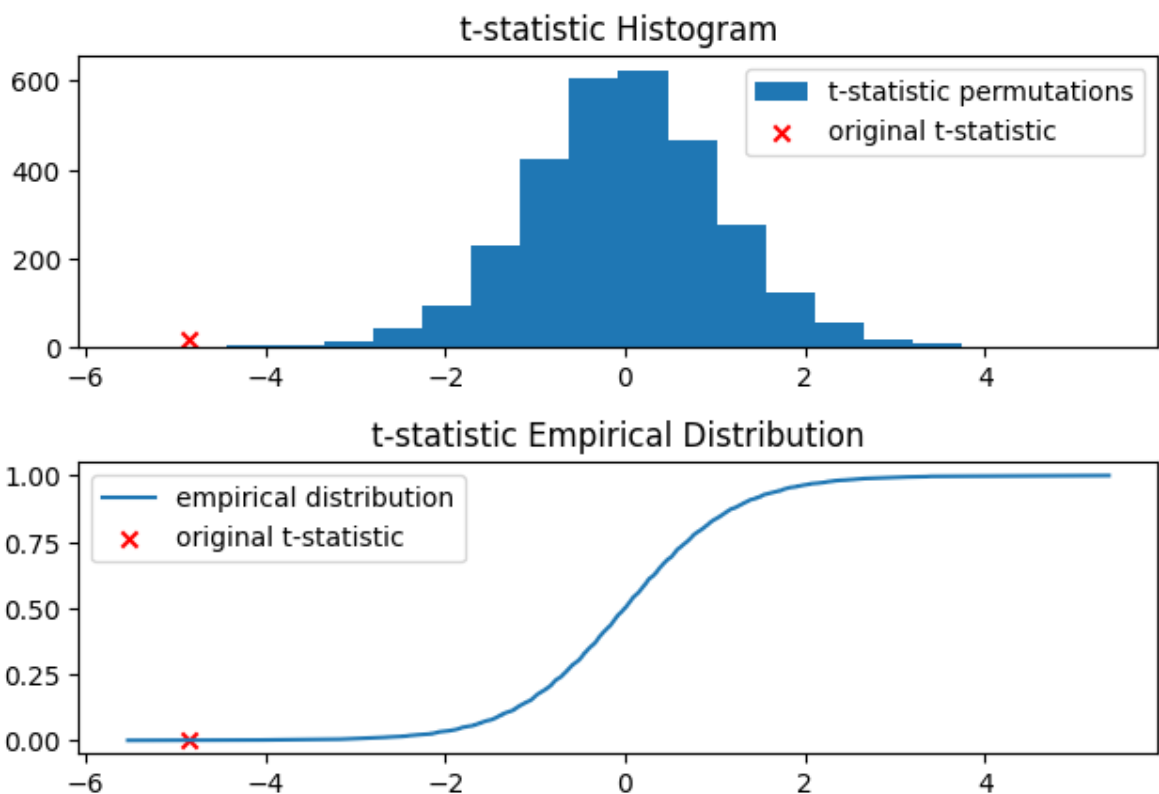 t-statistic Histogram
600
400
200
0
t-statistic permutations
original t-statistic
−6 −4 −2 0 2 4
t-statistic Empirical Distribution
1.00
0.75
0.50
0.25
0.00
empirical distribution
original t-statistic
−6 −4 −2 0 2 4